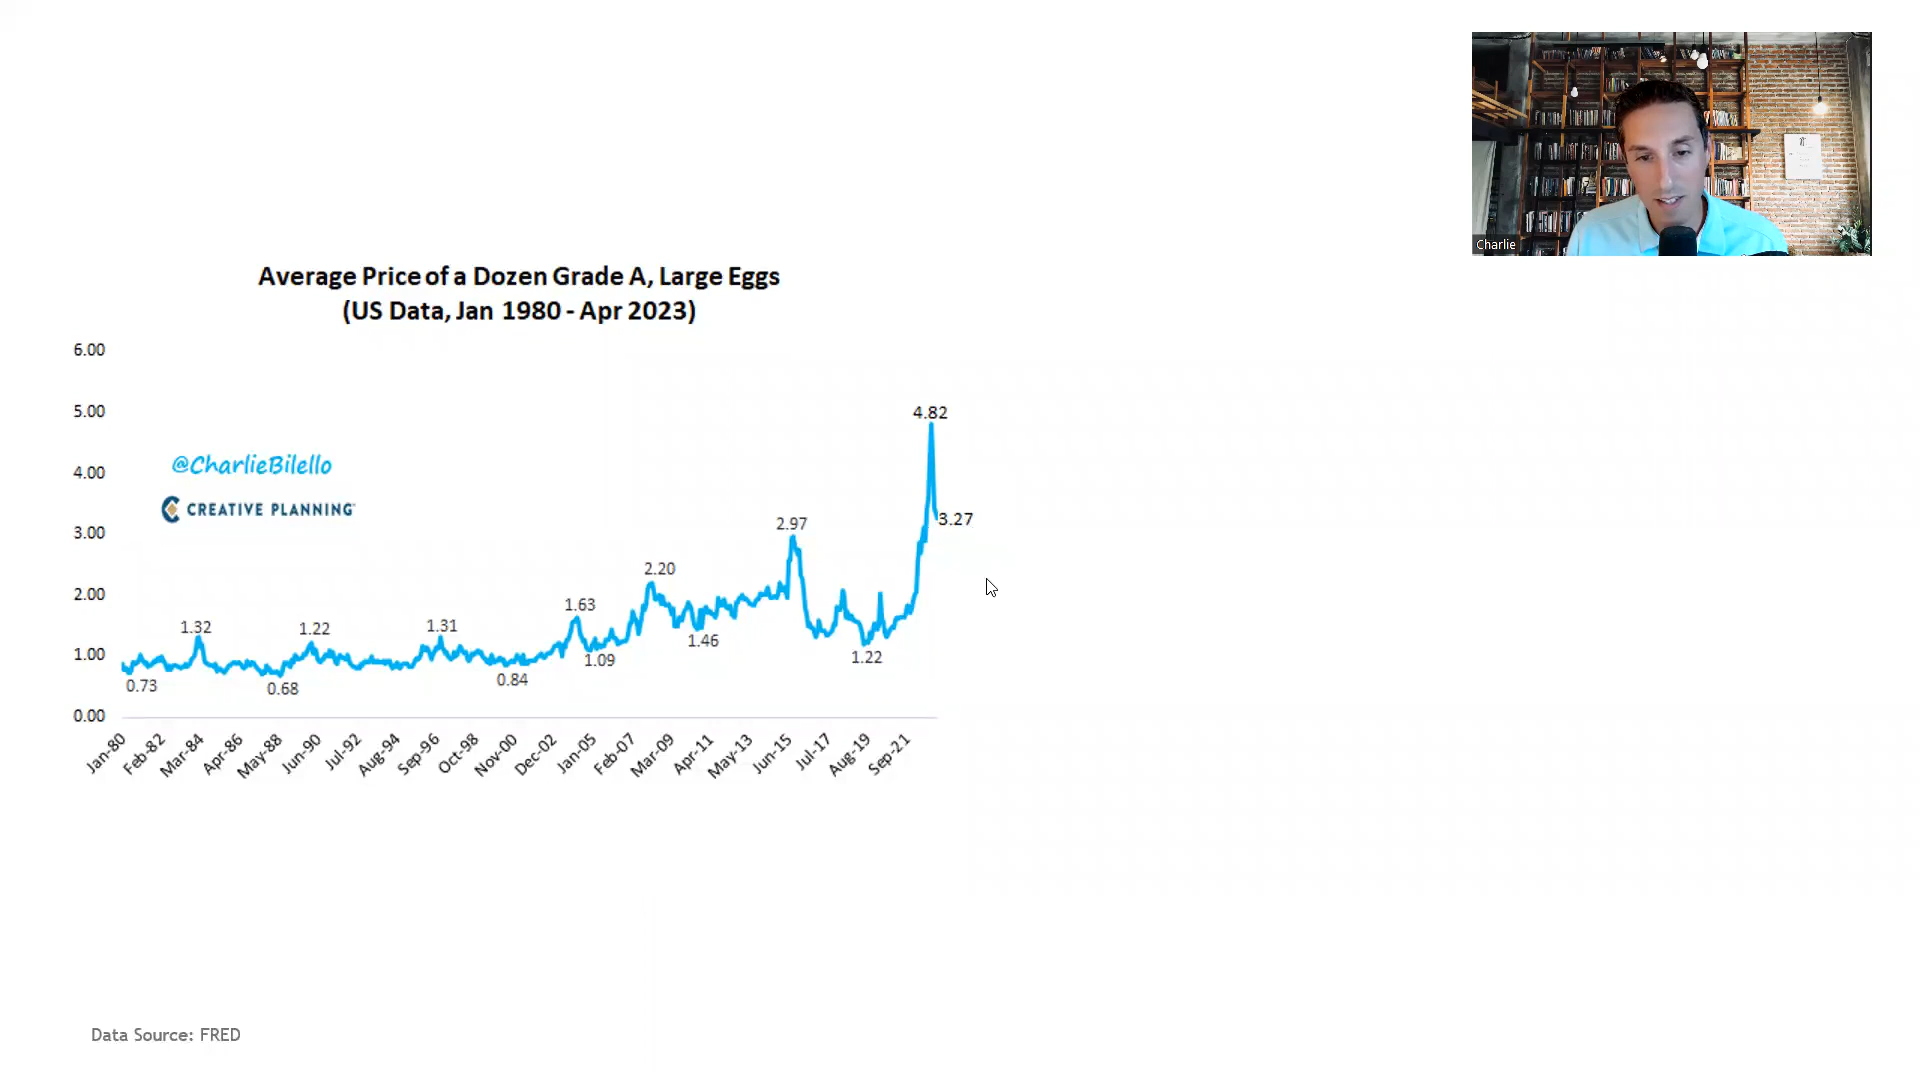 Charlie
Average Price of a Dozen Grade A, Large Eggs
(US Data, Jan 1980 - Apr 2023)
6.00
5.00
4.00
3.00
2.00
1.00
0.00
@CharlieBilello
CREATIVE PLANNING
4.82
3.27
2.97
2.20
1.63
1.46
1.32
1.22
1.31
1.09
1.22
0.73
0.68
0.84
Jan-80
Feb-82
Mar-84
Apr-86
May-88
Jun-90
Jul-92
Aug-94
Sep-96
Oct-98
Nov-00
Dec-02
Jan-05
Feb-07
Mar-09
Apr-11
May-13
Jun-15
Jul-17
Aug-19
Sep-21
Data Source: FRED